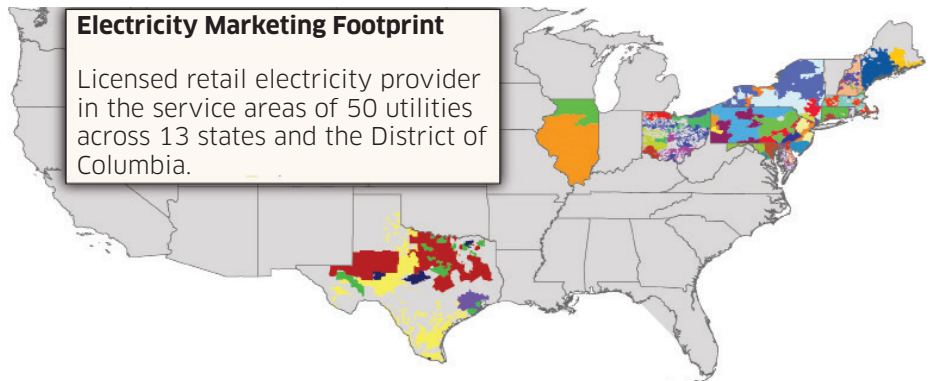 Electricity Marketing Footprint
Licensed retail electricity provider
in the service areas of 50 utilities
across 13 states and the District of
Columbia.